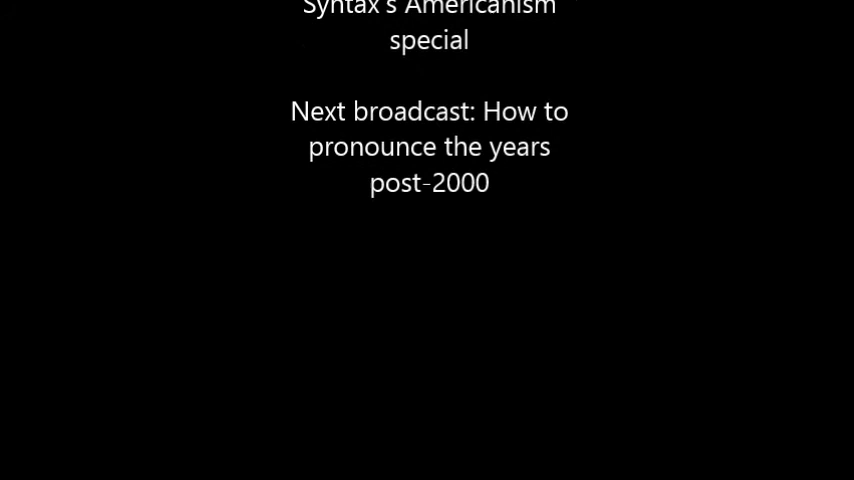 Syntax's Americanism
special
Next broadcast: How to
pronounce the years
post-2000